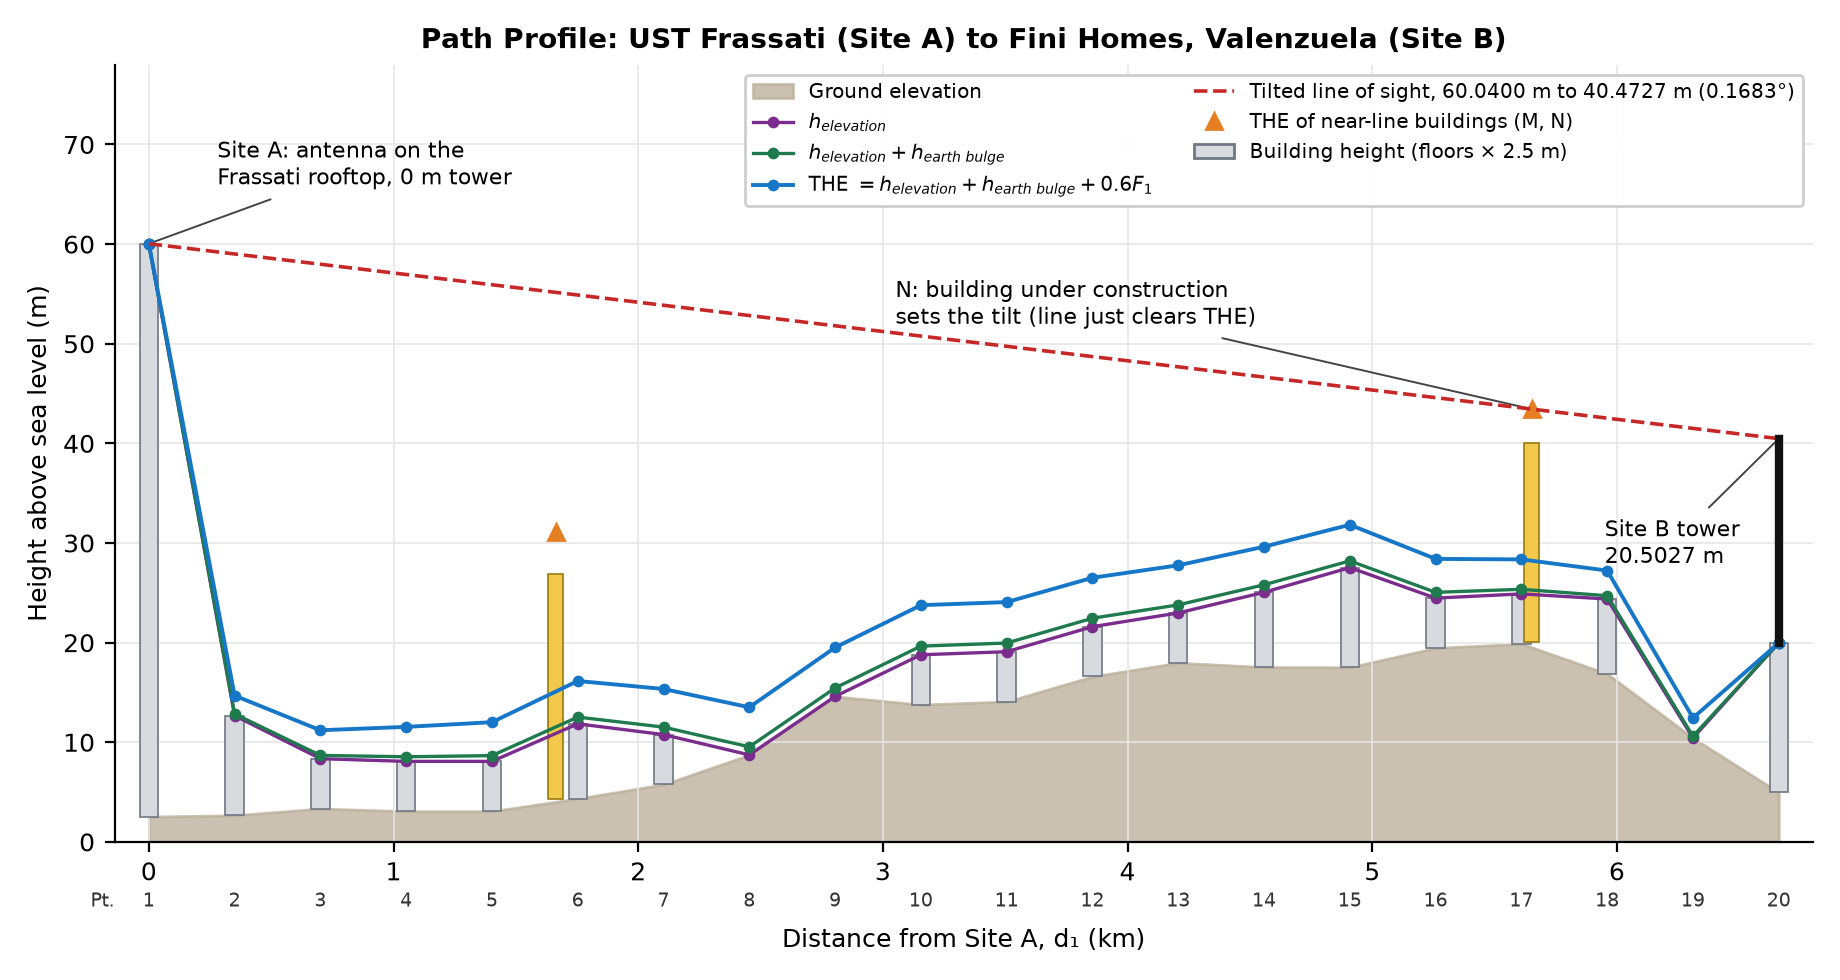 Path Profile: UST Frassati (Site A) to Fini Homes, Valenzuela (Site B)
Ground elevation
h_elevation
h_elevation + h_earth bulge
THE = h_elevation + h_earth bulge + 0.6F₁
Tilted line of sight, 60.0400 m to 40.4727 m (0.1683°)
THE of near-line buildings (M, N)
Building height (floors × 2.5 m)
Site A: antenna on the
Frassati rooftop, 0 m tower
N: building under construction
sets the tilt (line just clears THE)
Site B tower
20.5027 m
Height above sea level (m)
70
60
50
40
30
20
10
0
0 1 2 3 4 5 6
Pt. 1 2 3 4 5 6 7 8 9 10 11 12 13 14 15 16 17 18 19 20
Distance from Site A, d₁ (km)